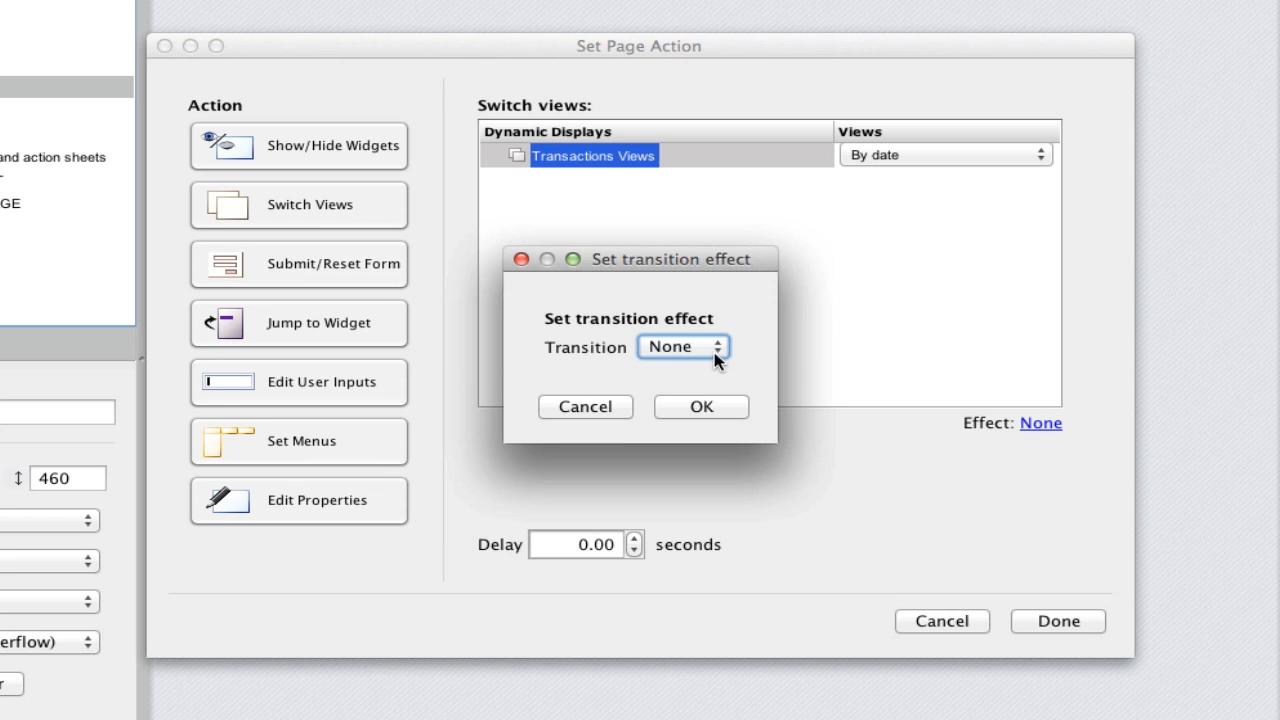 Set Page Action
and action sheets
GE
460
erflow)
r
Action
Show/Hide Widgets
Switch Views
Submit/Reset Form
Jump to Widget
Edit User Inputs
Set Menus
Edit Properties
Switch views:
Dynamic Displays Views
Transactions Views By date
Set transition effect
Set transition effect
Transition None
Cancel OK
Effect: None
Delay 0.00 seconds
Cancel Done